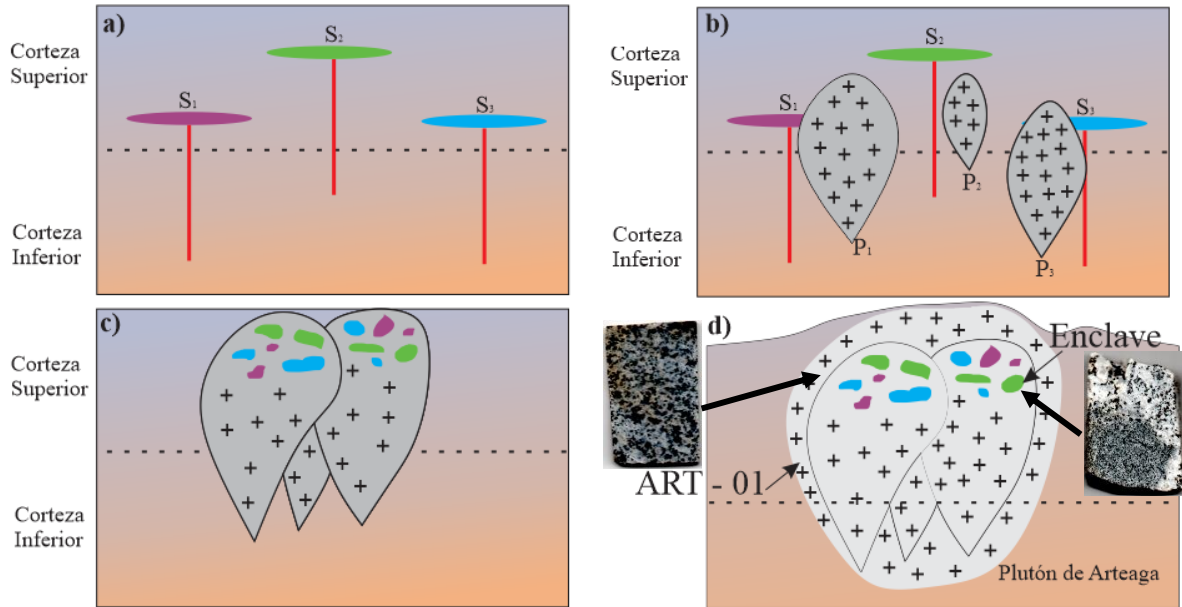 a)
Corteza
Superior
S₂
S₁
S₃
Corteza
Inferior
b)
Corteza
Superior
S₂
S₁
S₃
P₂
Corteza
Inferior
P₁
P₃
c)
Corteza
Superior
Corteza
Inferior
d)
Enclave
ART - 01
Plutón de Arteaga